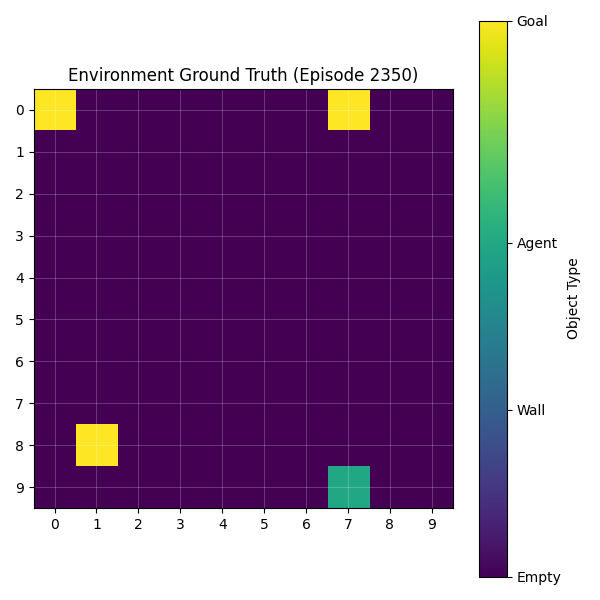 Environment Ground Truth (Episode 2350)
0
1
2
3
4
5
6
7
8
9
0 1 2 3 4 5 6 7 8 9
Goal
Agent
Wall
Empty
Object Type